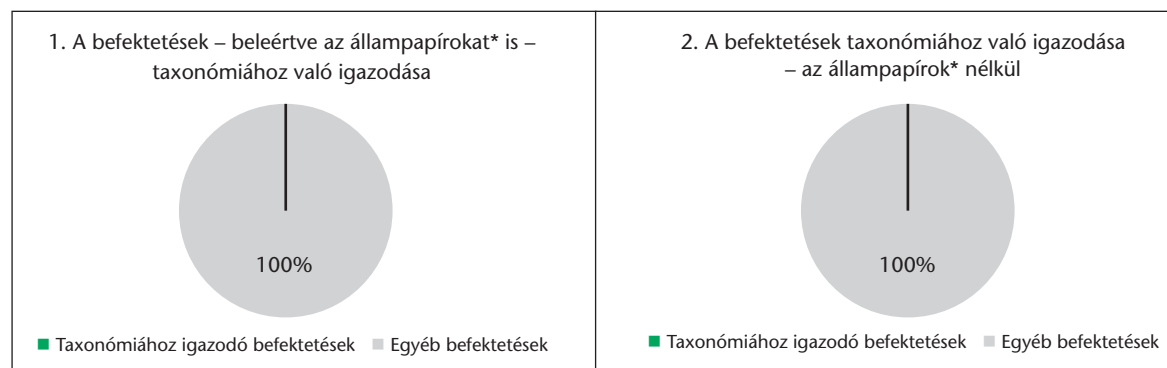 1. A befektetések – beleértve az állampapírokat* is –
taxonómiához való igazodása
100%
Taxonómiához igazodó befektetések
Egyéb befektetések
2. A befektetések taxonómiához való igazodása
– az állampapírok* nélkül
100%
Taxonómiához igazodó befektetések
Egyéb befektetések